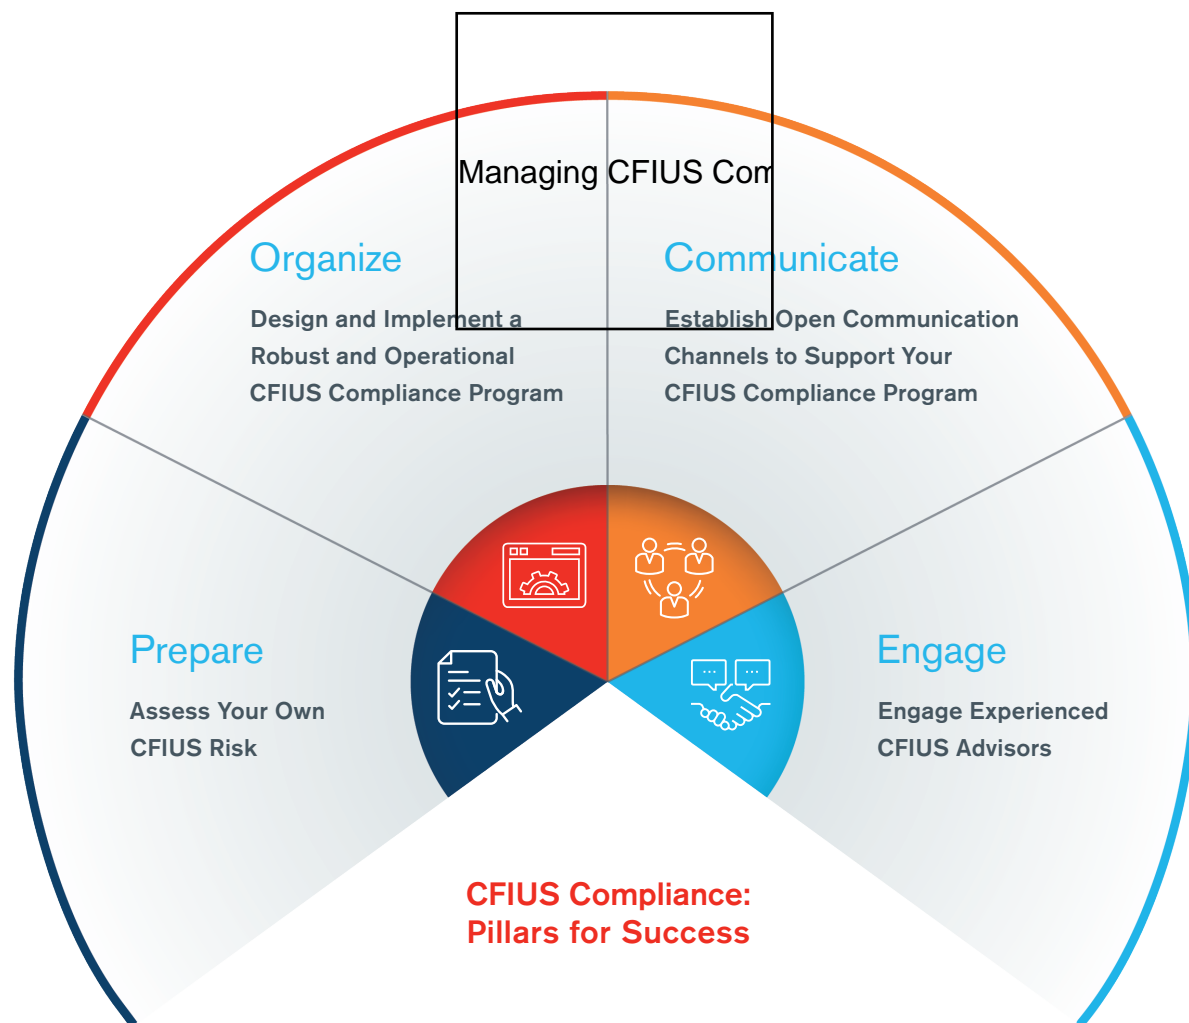 Managing CFIUS Com
Organize
Design and Implement a
Robust and Operational
CFIUS Compliance Program
Communicate
Establish Open Communication
Channels to Support Your
CFIUS Compliance Program
Prepare
Assess Your Own
CFIUS Risk
Engage
Engage Experienced
CFIUS Advisors
CFIUS Compliance:
Pillars for Success